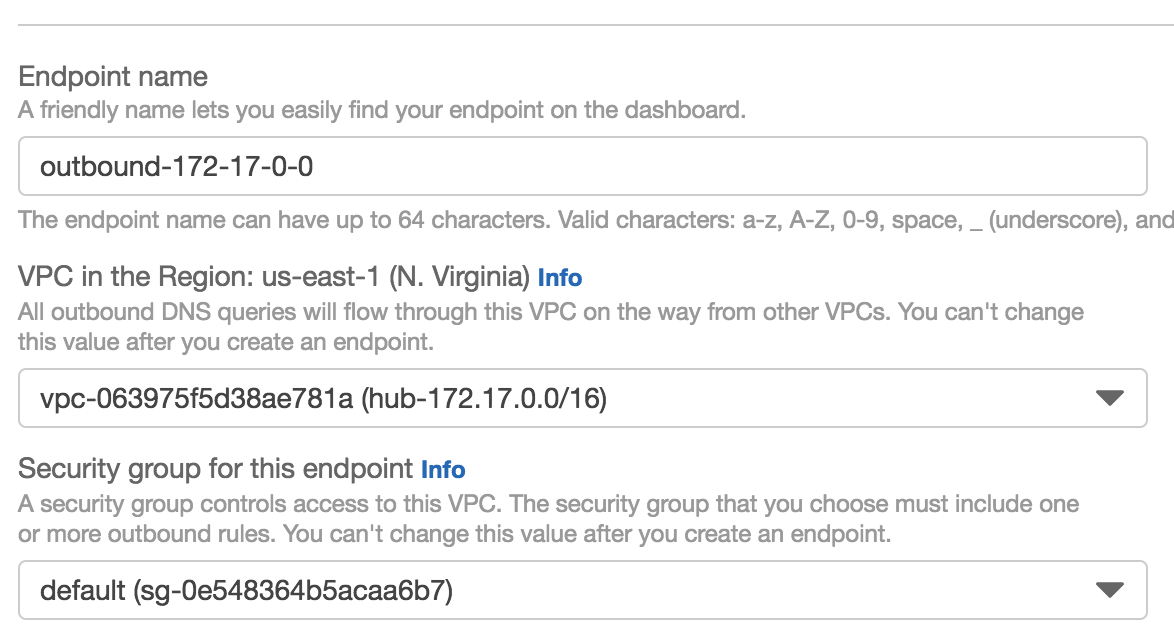 Endpoint name
A friendly name lets you easily find your endpoint on the dashboard.
outbound-172-17-0-0
The endpoint name can have up to 64 characters. Valid characters: a-z, A-Z, 0-9, space, _ (underscore), and
VPC in the Region: us-east-1 (N. Virginia) Info
All outbound DNS queries will flow through this VPC on the way from other VPCs. You can't change
this value after you create an endpoint.
vpc-063975f5d38ae781a (hub-172.17.0.0/16)
Security group for this endpoint Info
A security group controls access to this VPC. The security group that you choose must include one
or more outbound rules. You can't change this value after you create an endpoint.
default (sg-0e548364b5acaa6b7)